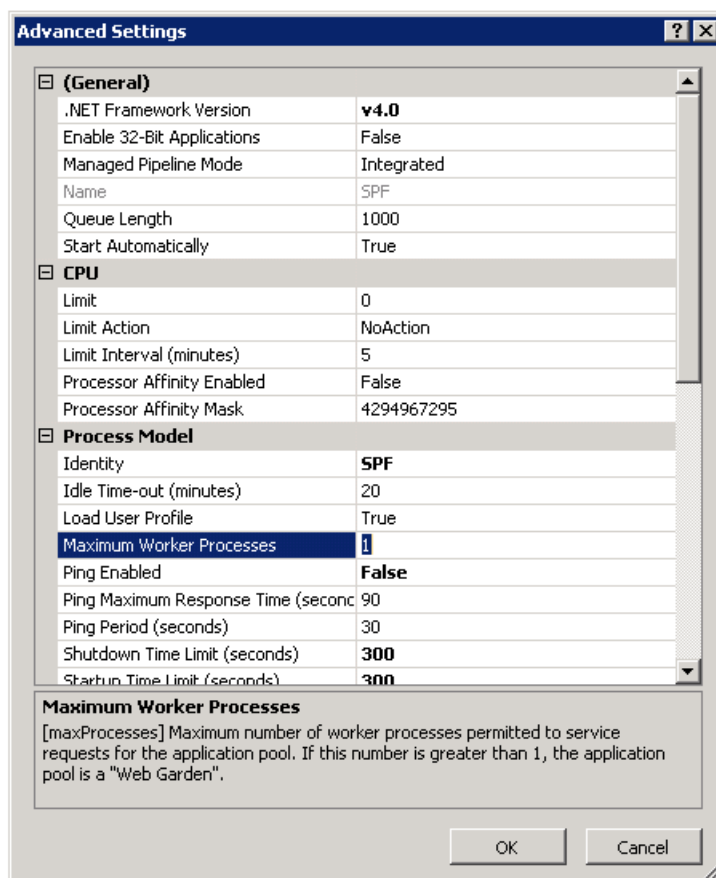 Advanced Settings
(General)
.NET Framework Version v4.0
Enable 32-Bit Applications False
Managed Pipeline Mode Integrated
Name SPF
Queue Length 1000
Start Automatically True
CPU
Limit 0
Limit Action NoAction
Limit Interval (minutes) 5
Processor Affinity Enabled False
Processor Affinity Mask 4294967295
Process Model
Identity SPF
Idle Time-out (minutes) 20
Load User Profile True
Maximum Worker Processes 1
Ping Enabled False
Ping Maximum Response Time (second 90
Ping Period (seconds) 30
Shutdown Time Limit (seconds) 300
Startup Time Limit (seconds) 300
Maximum Worker Processes
[maxProcesses] Maximum number of worker processes permitted to service
requests for the application pool. If this number is greater than 1, the application
pool is a "Web Garden".
OK Cancel